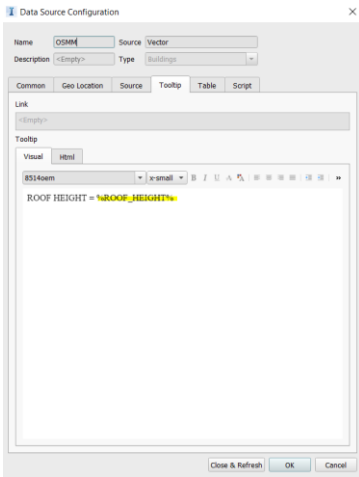 Data Source Configuration
Name OSMM Source Vector
Description <Empty> Type Buildings
Common Geo Location Source Tooltip Table Script
Link
<Empty>
Tooltip
Visual Html
8514oem x-small B I U A »
ROOF HEIGHT = %ROOF_HEIGHT%
Close & Refresh OK Cancel